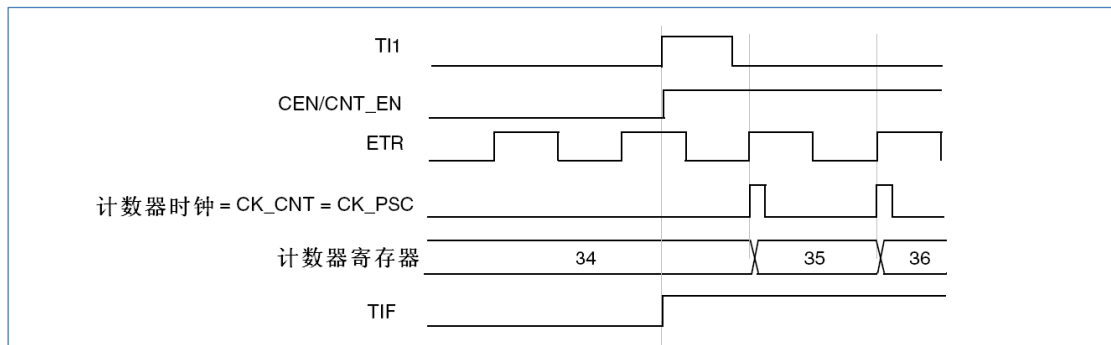 TI1
CEN/CNT_EN
ETR
计数器时钟 = CK_CNT = CK_PSC
计数器寄存器
34
35
36
TIF